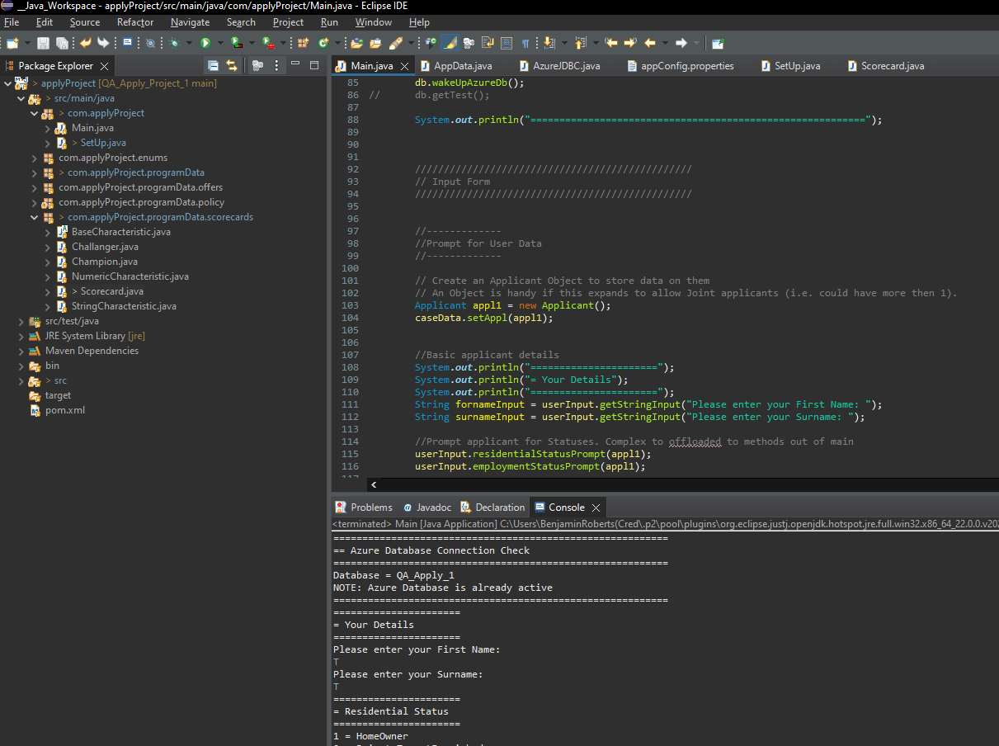 __Java_Workspace - applyProject/src/main/java/com/applyProject/Main.java - Eclipse IDE
File Edit Source Refactor Navigate Search Project Run Window Help
Package Explorer
> applyProject [QA_Apply_Project_1 main]
> src/main/java
> com.applyProject
Main.java
> SetUp.java
com.applyProject.enums
> com.applyProject.programData
com.applyProject.programData.offers
com.applyProject.programData.policy
> com.applyProject.programData.scorecards
BaseCharacteristic.java
Challanger.java
Champion.java
NumericCharacteristic.java
> Scorecard.java
StringCharacteristic.java
src/test/java
JRE System Library [jre]
Maven Dependencies
bin
> src
target
pom.xml
Main.java AppData.java AzureJDBC.java appConfig.properties SetUp.java Scorecard.java
85 db.wakeUpAzureDb();
86 // db.getTest();
87
88 System.out.println("==========================================================");
89
90
91
92 ////////////////////////////////////////////////
93 // Input Form
94 ////////////////////////////////////////////////
95
96
97 //-------------
98 //Prompt for User Data
99 //-------------
100
101 // Create an Applicant Object to store data on them
102 // An Object is handy if this expands to allow Joint applicants (i.e. could have more then 1).
103 Applicant appl1 = new Applicant();
104 caseData.setAppl(appl1);
105
106
107 //Basic applicant details
108 System.out.println("======================");
109 System.out.println("= Your Details");
110 System.out.println("======================");
111 String fornameInput = userInput.getStringInput("Please enter your First Name: ");
112 String surnameInput = userInput.getStringInput("Please enter your Surname: ");
113
114 //Prompt applicant for Statuses. Complex to offloaded to methods out of main
115 userInput.residentialStatusPrompt(appl1);
116 userInput.employmentStatusPrompt(appl1);
117
Problems Javadoc Declaration Console
<terminated> Main [Java Application] C:\Users\BenjaminRoberts(Cred\.p2\pool\plugins\org.eclipse.justj.openjdk.hotspot.jre.full.win32.x86_64_22.0.0.v202
==========================================================
== Azure Database Connection Check
==========================================================
Database = QA_Apply_1
NOTE: Azure Database is already active
==========================================================
======================
= Your Details
======================
Please enter your First Name:
T
Please enter your Surname:
T
======================
= Residential Status
======================
1 = HomeOwner